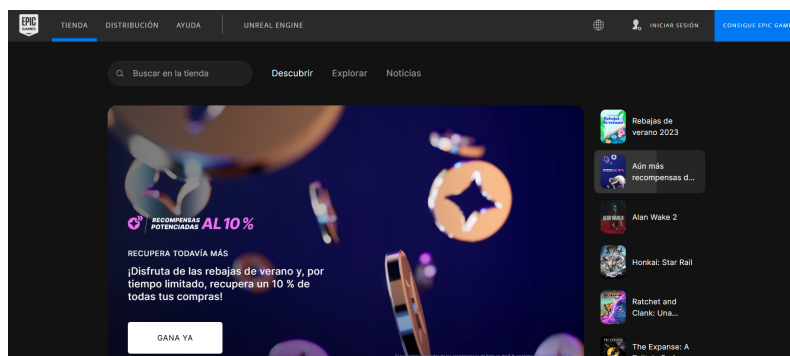 EPIC
GAMES
TIENDA
DISTRIBUCIÓN
AYUDA
UNREAL ENGINE
INICIAR SESIÓN
CONSIGUE EPIC GAM
Buscar en la tienda
Descubrir
Explorar
Noticias
RECOMPENSAS
POTENCIADAS AL 10 %
RECUPERA TODAVÍA MÁS
¡Disfruta de las rebajas de verano y, por
tiempo limitado, recupera un 10 % de
todas tus compras!
GANA YA
Rebajas de
verano 2023
Aún más
recompensas d...
Alan Wake 2
Honkai: Star Rail
Ratchet and
Clank: Una...
The Expanse: A